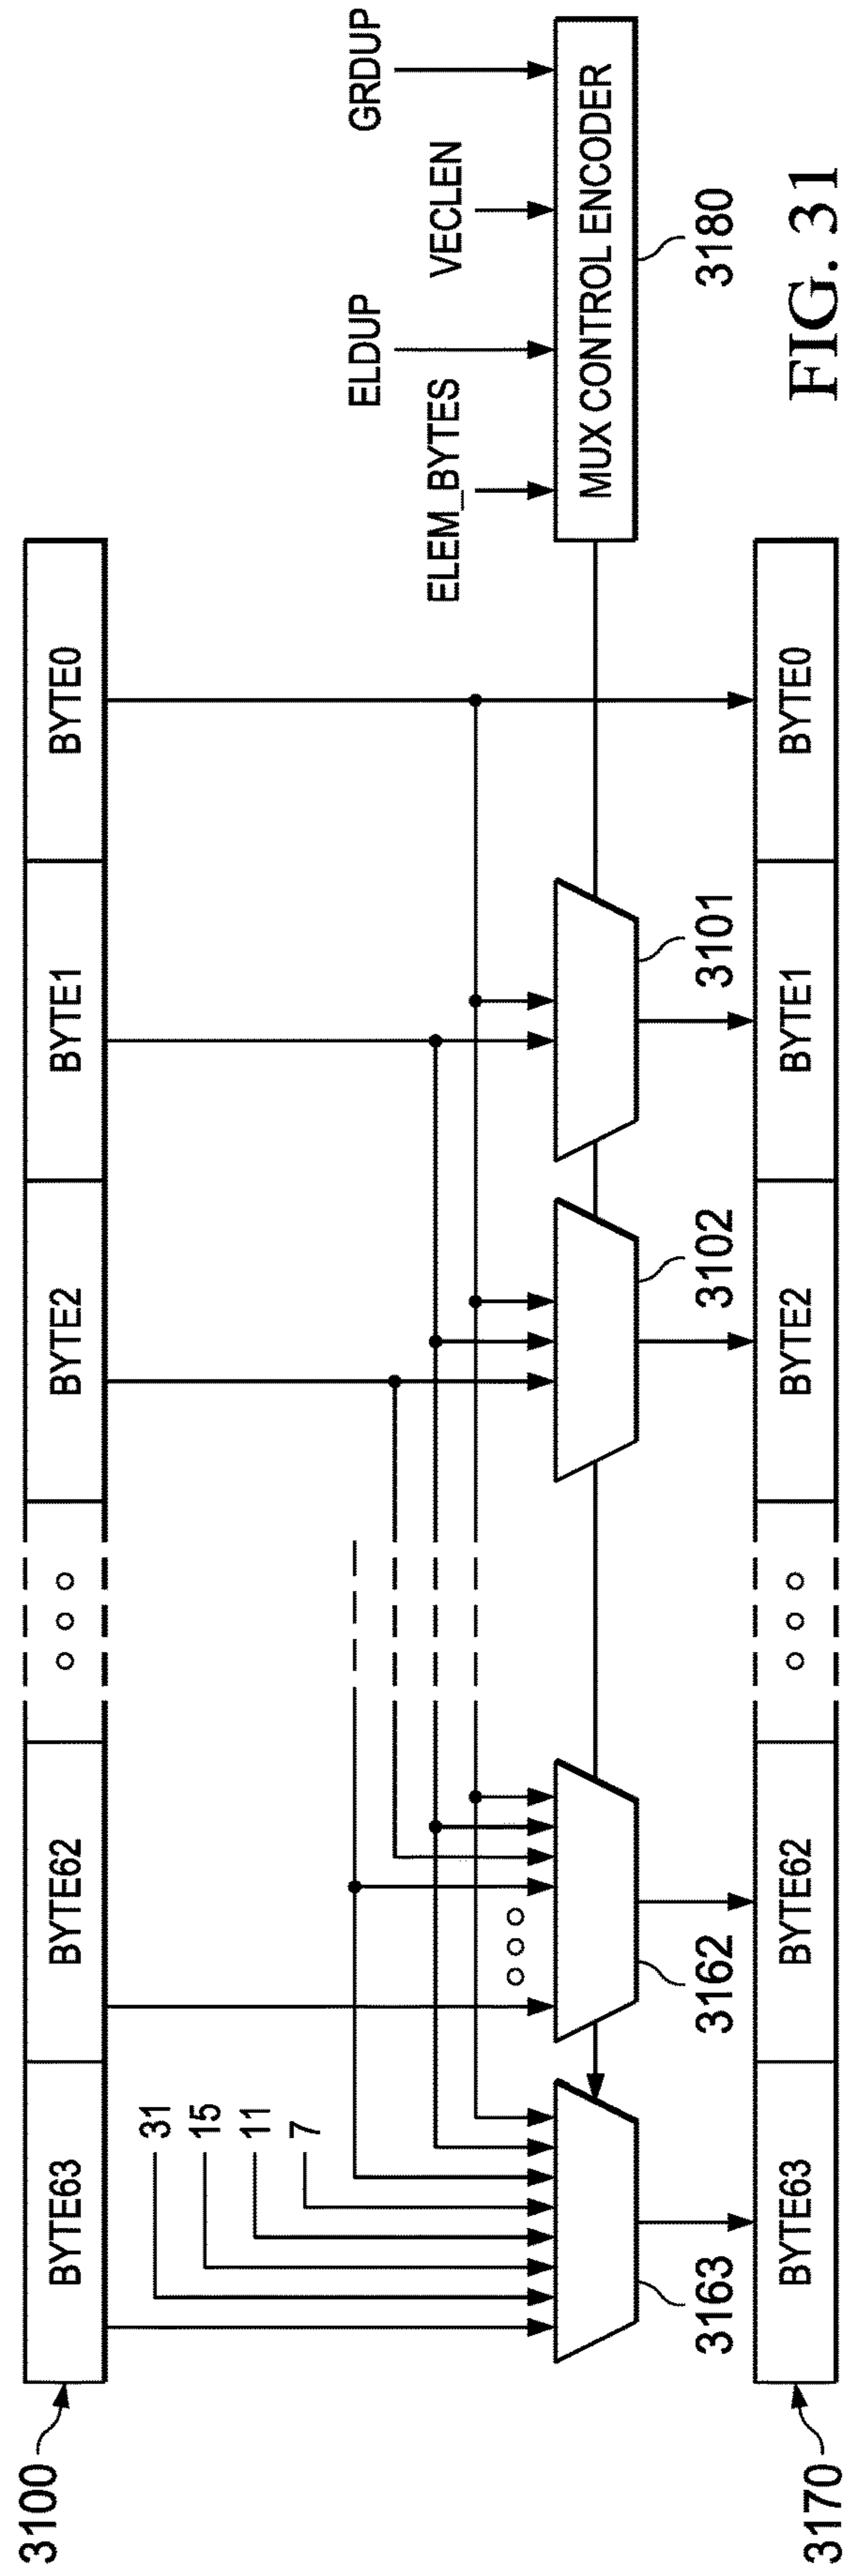 3100
BYTE63
BYTE62
○ ○ ○
BYTE2
BYTE1
BYTE0
31
15
11
7
○ ○ ○
ELEM_BYTES
ELDUP
VECLEN
GRDUP
MUX CONTROL ENCODER
3163
3162
3102
3101
3180
3170
BYTE63
BYTE62
○ ○ ○
BYTE2
BYTE1
BYTE0
FIG. 31